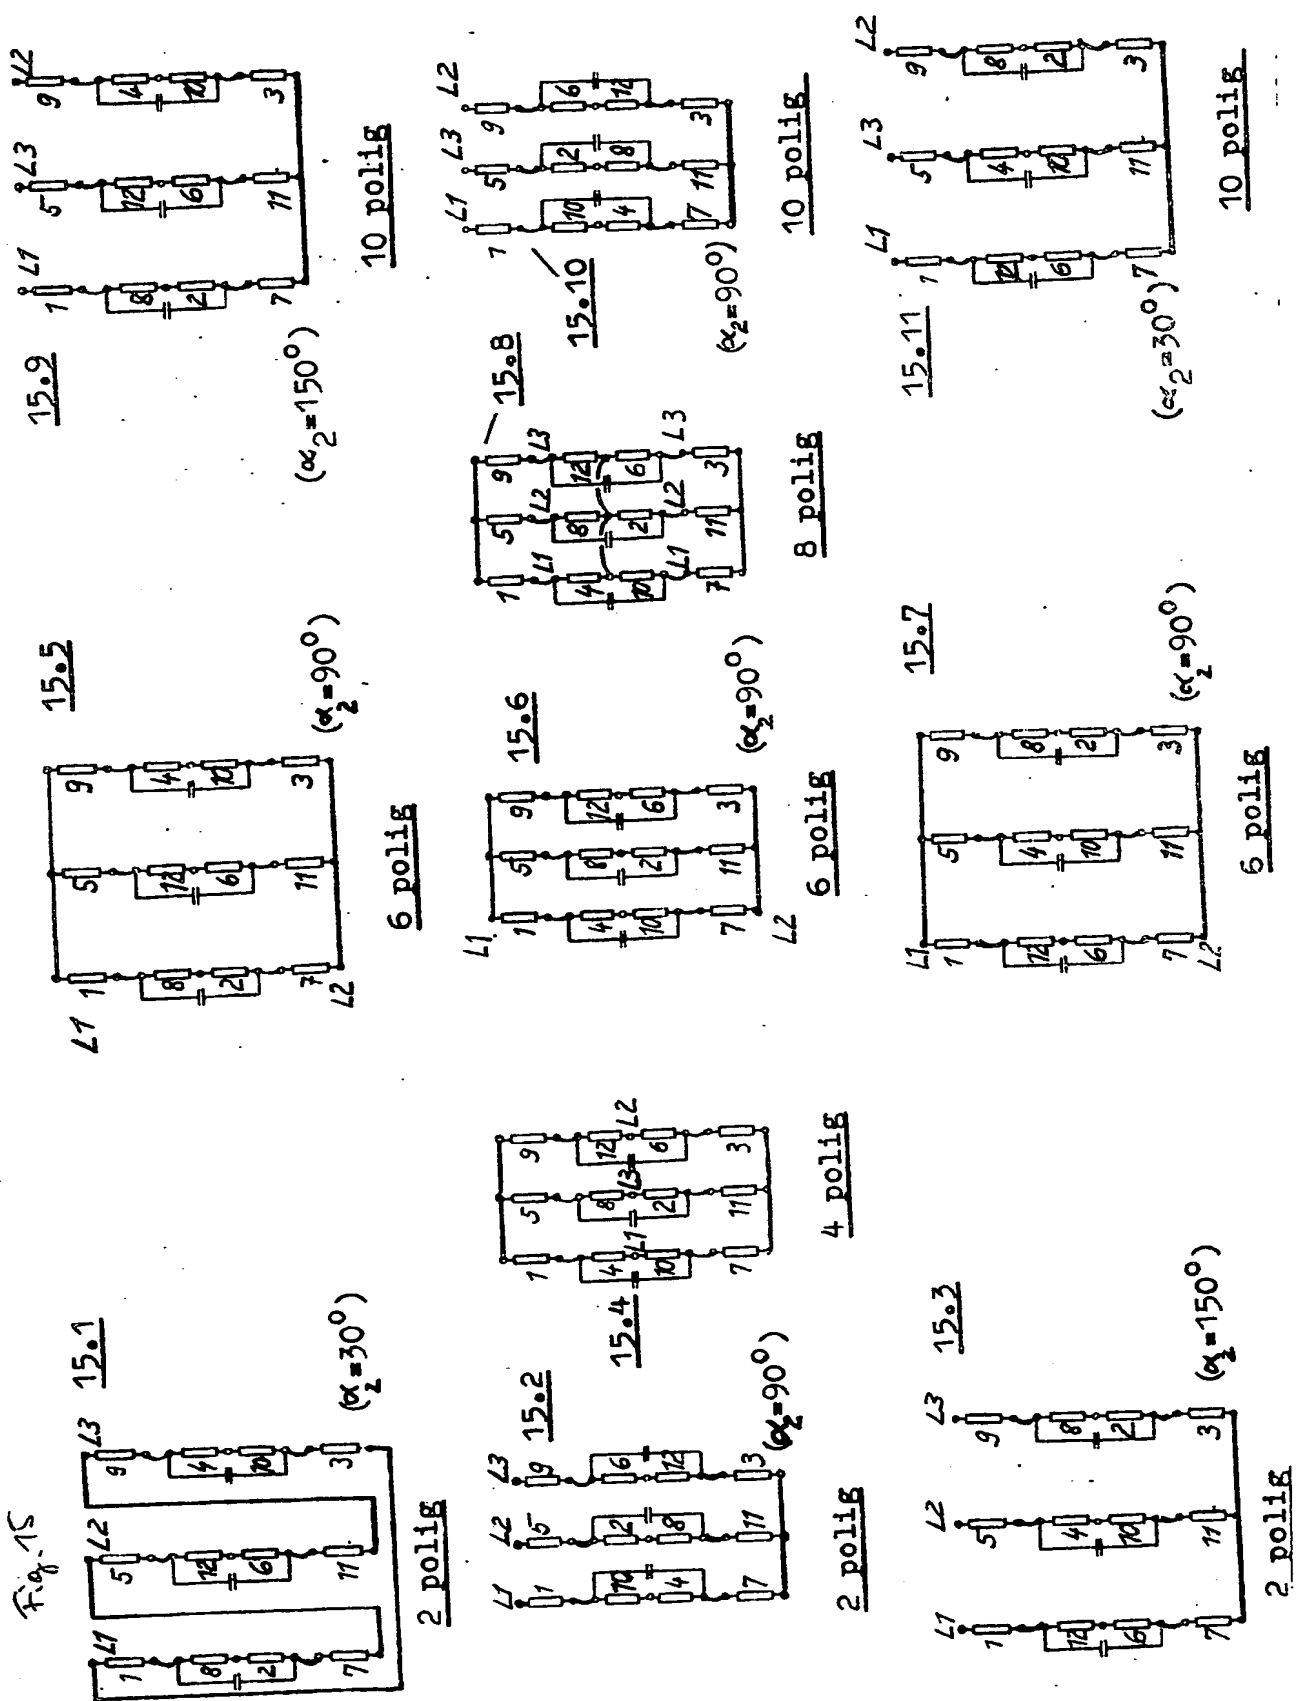 Fig. 15
15.1
L1 L2 L3
1 5 9
8 12 4
2 6 10
7 11 3
(α2=30°)
2 polig
15.2
L1 L2 L3
1 5 9
10 2 6
4 8 12
7 11 3
(α2=90°)
2 polig
15.3
L1 L2 L3
1 5 9
12 4 8
6 10 2
7 11 3
(α2=150°)
2 polig
15.4
1 5 9
4 8 12
L1 L3 L2
10 2 6
7 11 3
4 polig
15.5
L1
1 5 9
8 12 4
2 6 10
7 11 3
L2
(α2=90°)
6 polig
15.6
L1
1 5 9
4 8 12
10 2 6
7 11 3
L2
(α2=90°)
6 polig
15.7
L1
1 5 9
12 4 8
6 10 2
7 11 3
L2
(α2=90°)
6 polig
15.8
1 5 9
L1 L2 L3
4 8 12
10 2 6
L1 L2 L3
7 11 3
8 polig
15.9
L1 L3 L2
1 5 9
8 12 4
2 6 10
7 11 3
(α2=150°)
10 polig
15.10
L1 L3 L2
1 5 9
10 2 6
4 8 12
7 11 3
(α2=90°)
10 polig
15.11
L1 L3 L2
1 5 9
12 4 8
6 10 2
7 11 3
(α2=30°)
10 polig